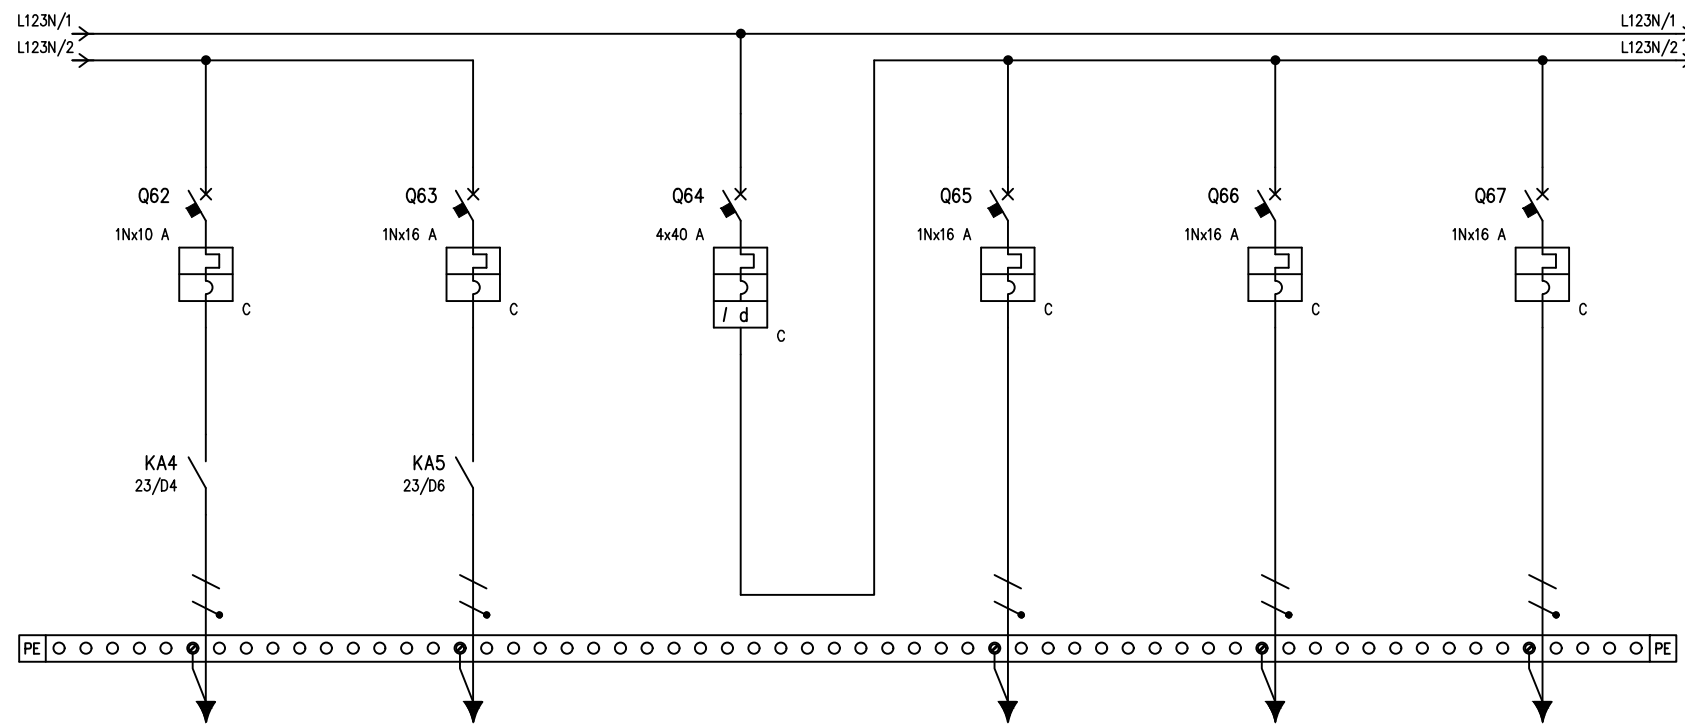 L123N/1
L123N/1
L123N/2
L123N/2
Q62
Q63
Q64
Q65
Q66
Q67
1Nx10 A
1Nx16 A
4x40 A
1Nx16 A
1Nx16 A
1Nx16 A
I d
C
C
C
C
C
C
KA4
KA5
23/D4
23/D6
PE
PE